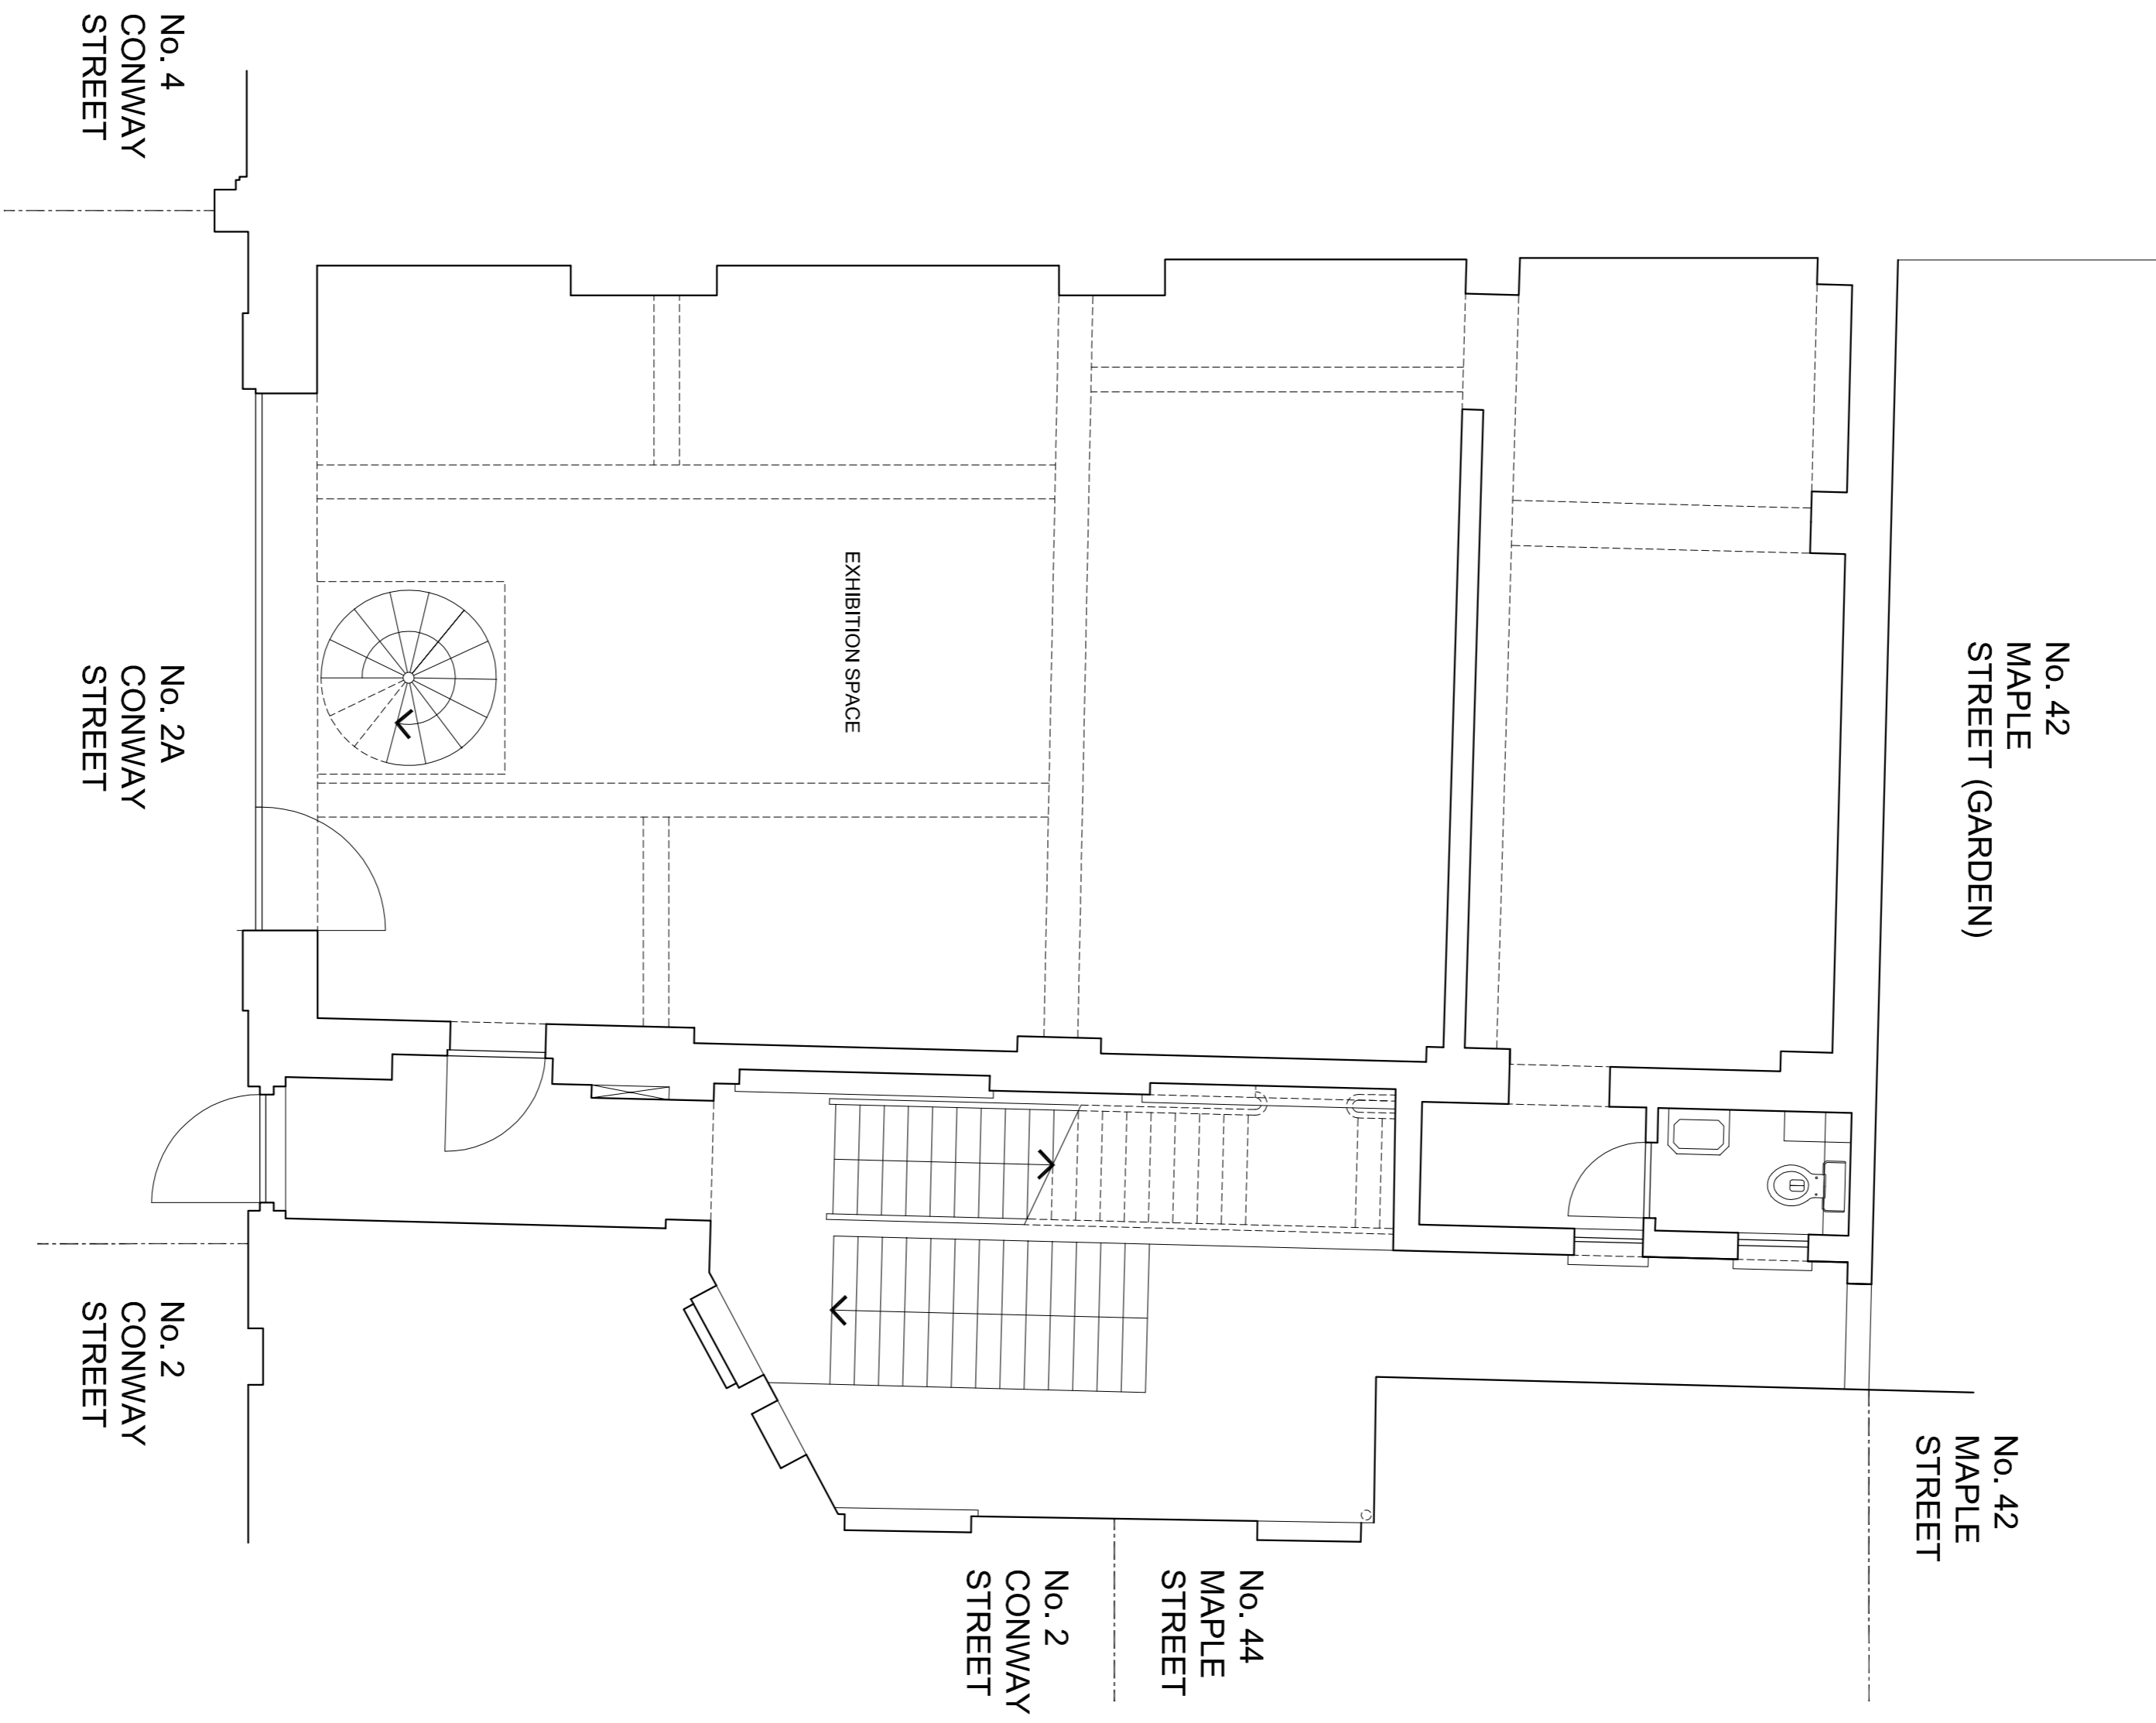 No. 4
CONWAY
STREET
No. 2A
CONWAY
STREET
No. 2
CONWAY
STREET
EXHIBITION SPACE
No. 42
MAPLE
STREET (GARDEN)
No. 42
MAPLE
STREET
No. 44
MAPLE
STREET
No. 2
CONWAY
STREET